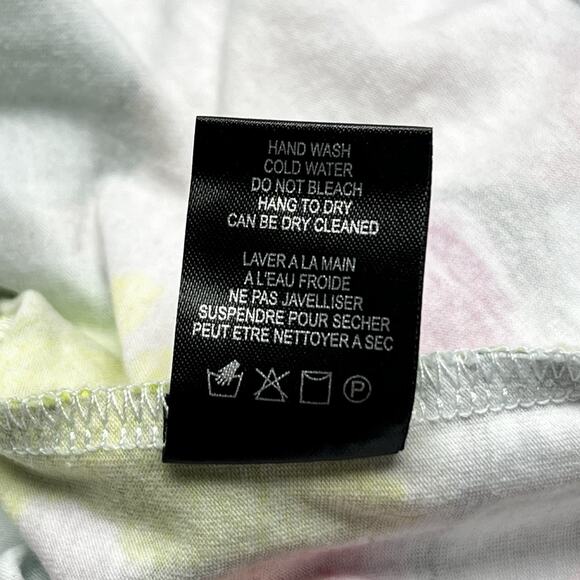 HAND WASH
COLD WATER
DO NOT BLEACH
HANG TO DRY
CAN BE DRY CLEANED
LAVER A LA MAIN
A L'EAU FROIDE
NE PAS JAVELLISER
SUSPENDRE POUR SECHER
PEUT ETRE NETTOYER A SEC
P